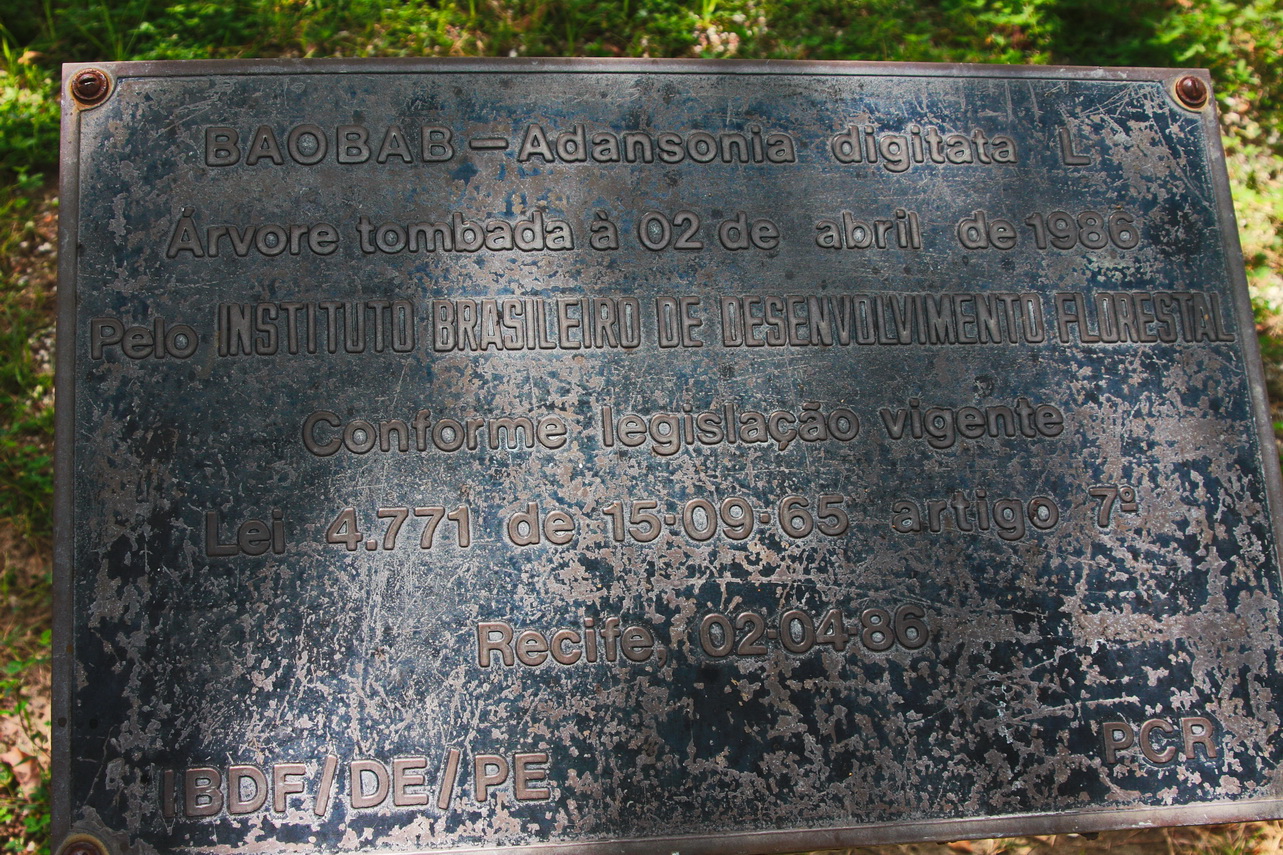 BAOBAB — Adansonia digitata L
Árvore tombada à 02 de abril de 1986
Pelo INSTITUTO BRASILEIRO DE DESENVOLVIMENTO FLORESTAL
Conforme legislação vigente
Lei 4.771 de 15·09·65 artigo 7º
Recife, 02·04·86
IBDF/DE/PE
PCR